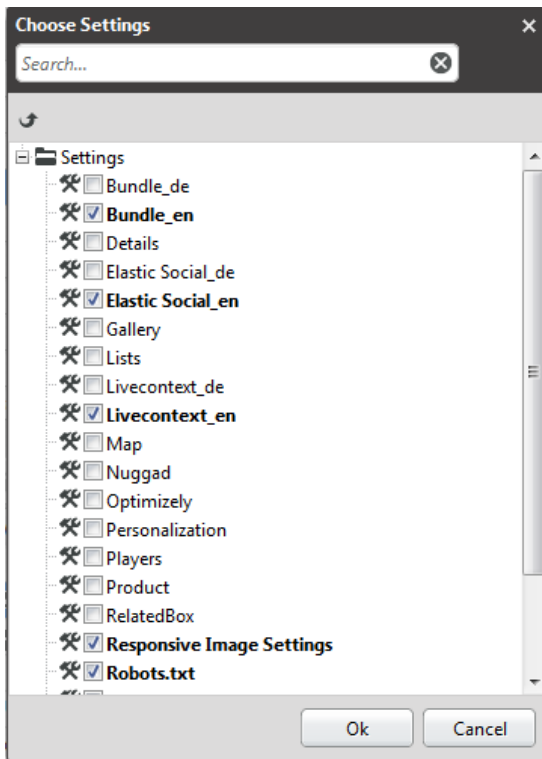 Choose Settings
Search...
Settings
Bundle_de
Bundle_en
Details
Elastic Social_de
Elastic Social_en
Gallery
Lists
Livecontext_de
Livecontext_en
Map
Nuggad
Optimizely
Personalization
Players
Product
RelatedBox
Responsive Image Settings
Robots.txt
Ok
Cancel